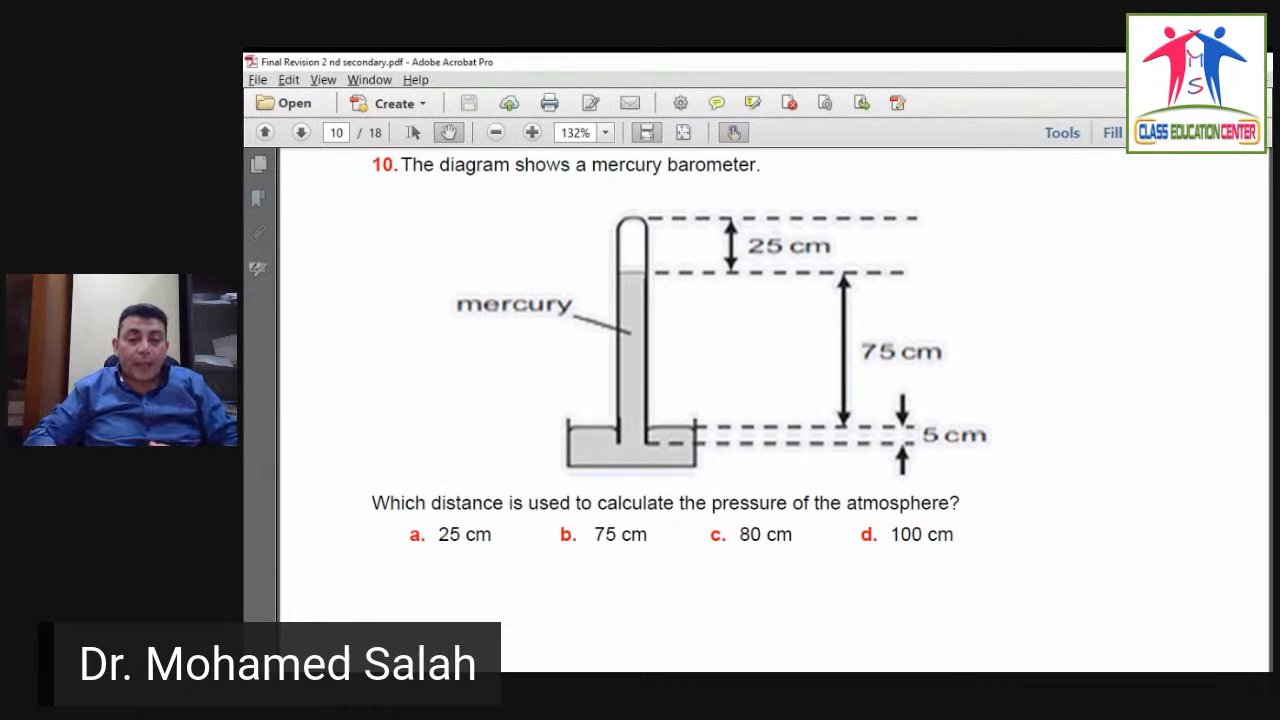 Final Revision 2 nd secondary.pdf - Adobe Acrobat Pro
File Edit View Window Help
Open Create
10 / 18 132% Tools Fill
MS
CLASS EDUCATION CENTER
10. The diagram shows a mercury barometer.
25 cm
mercury
75 cm
5 cm
Which distance is used to calculate the pressure of the atmosphere?
a. 25 cm b. 75 cm c. 80 cm d. 100 cm
Dr. Mohamed Salah